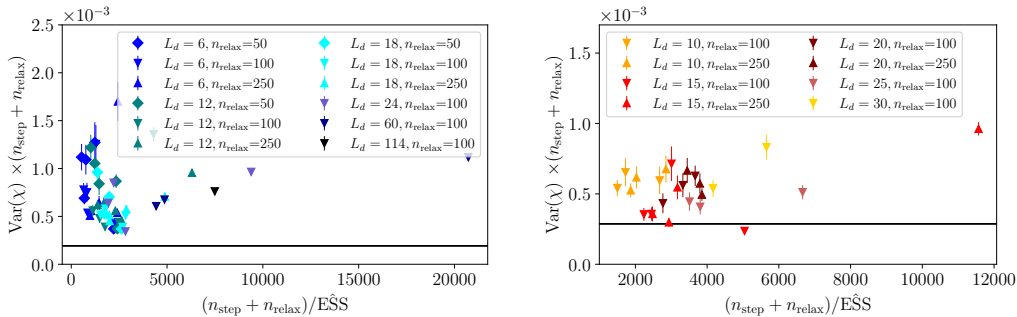 ×10⁻³
2.5
2.0
1.5
1.0
0.5
0.0
Var(χ) ×(n_step + n_relax)
L_d = 6, n_relax=50
L_d = 6, n_relax=100
L_d = 6, n_relax=250
L_d = 12, n_relax=50
L_d = 12, n_relax=100
L_d = 12, n_relax=250
L_d = 18, n_relax=50
L_d = 18, n_relax=100
L_d = 18, n_relax=250
L_d = 24, n_relax=100
L_d = 60, n_relax=100
L_d = 114, n_relax=100
0 5000 10000 15000 20000
(n_step + n_relax)/ÊSS
×10⁻³
1.5
1.0
0.5
0.0
Var(χ) ×(n_step + n_relax)
L_d = 10, n_relax=100
L_d = 10, n_relax=250
L_d = 15, n_relax=100
L_d = 15, n_relax=250
L_d = 20, n_relax=100
L_d = 20, n_relax=250
L_d = 25, n_relax=100
L_d = 30, n_relax=100
2000 4000 6000 8000 10000 12000
(n_step + n_relax)/ÊSS